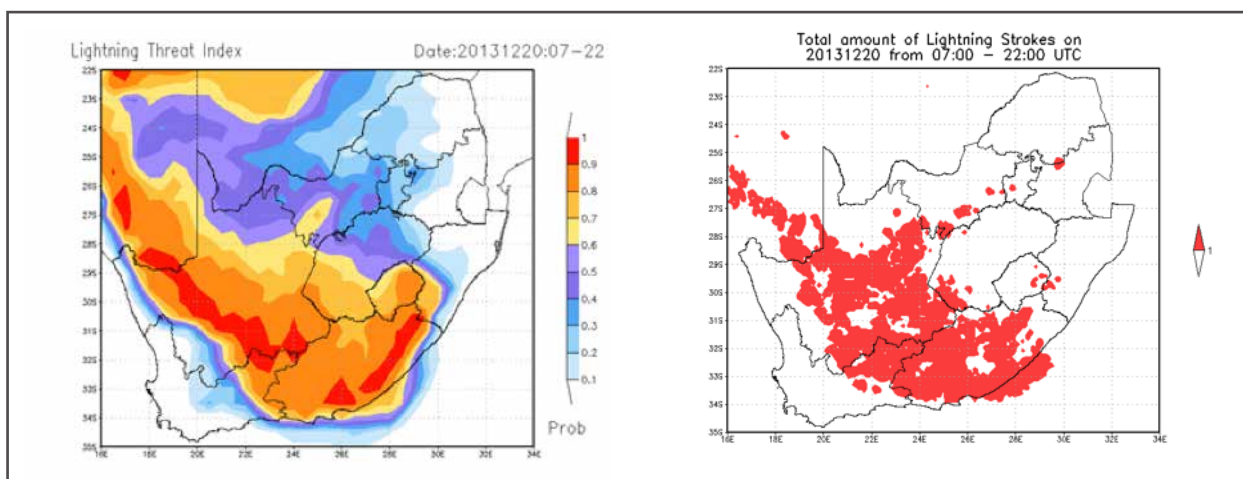 Lightning Threat Index Date:20131220:07-22
22S
23S
24S
25S
26S
27S
28S
29S
30S
31S
32S
33S
34S
35S
16E 18E 20E 22E 24E 26E 28E 30E 32E 34E
1
0.9
0.8
0.7
0.6
0.5
0.4
0.3
0.2
0.1
Prob
Total amount of Lightning Strokes on
20131220 from 07:00 – 22:00 UTC
22S
23S
24S
25S
26S
27S
28S
29S
30S
31S
32S
33S
34S
35S
16E 18E 20E 22E 24E 26E 28E 30E 32E 34E
1